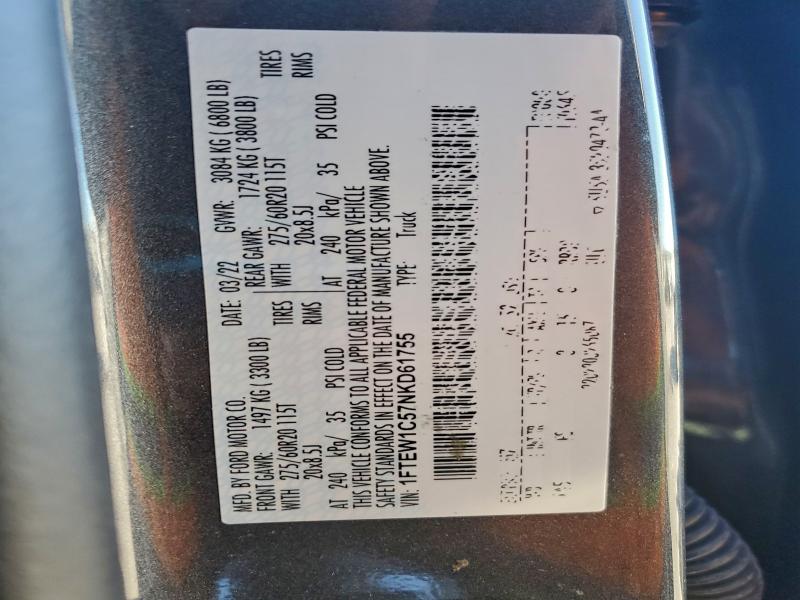 MFD. BY FORD MOTOR CO. DATE: 03/22 GVWR: 3084 KG ( 6800 LB)
FRONT GAWR: 1497 KG ( 3300 LB) REAR GAWR: 1724 KG ( 3800 LB)
WITH 275/60R20 115T TIRES WITH 275/60R20 115T TIRES
20x8.5J RIMS 20x8.5J RIMS
AT 240 kPa/ 35 PSI COLD AT 240 kPa/ 35 PSI COLD
THIS VEHICLE CONFORMS TO ALL APPLICABLE FEDERAL MOTOR VEHICLE
SAFETY STANDARDS IN EFFECT ON THE DATE OF MANUFACTURE SHOWN ABOVE.
VIN: 1FTEW1C57NKD61755 TYPE: Truck